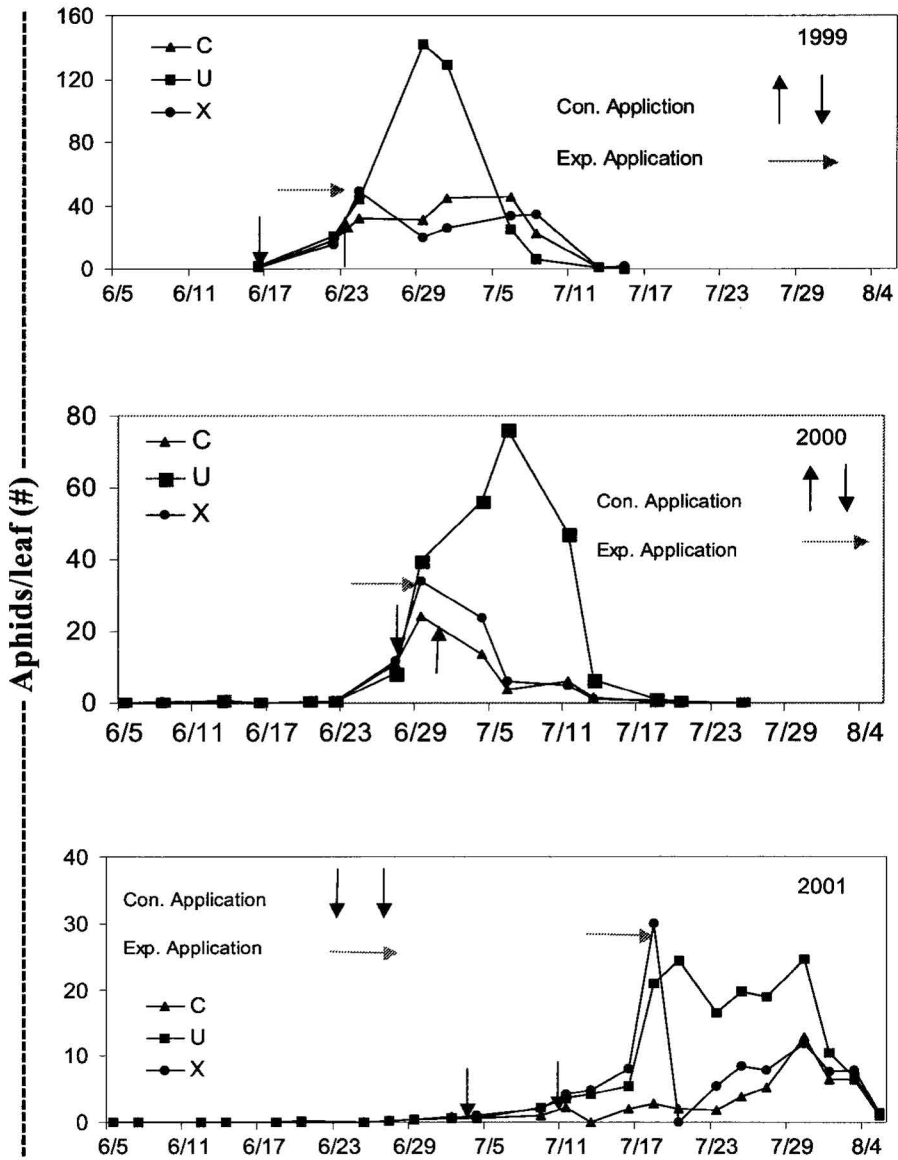 Aphids/leaf (#)
160
120
80
40
0
C
U
X
1999
Con. Appliction
Exp. Application
6/5 6/11 6/17 6/23 6/29 7/5 7/11 7/17 7/23 7/29 8/4
80
60
40
20
0
C
U
X
2000
Con. Application
Exp. Application
6/5 6/11 6/17 6/23 6/29 7/5 7/11 7/17 7/23 7/29 8/4
40
30
20
10
0
Con. Application
Exp. Application
C
U
X
2001
6/5 6/11 6/17 6/23 6/29 7/5 7/11 7/17 7/23 7/29 8/4